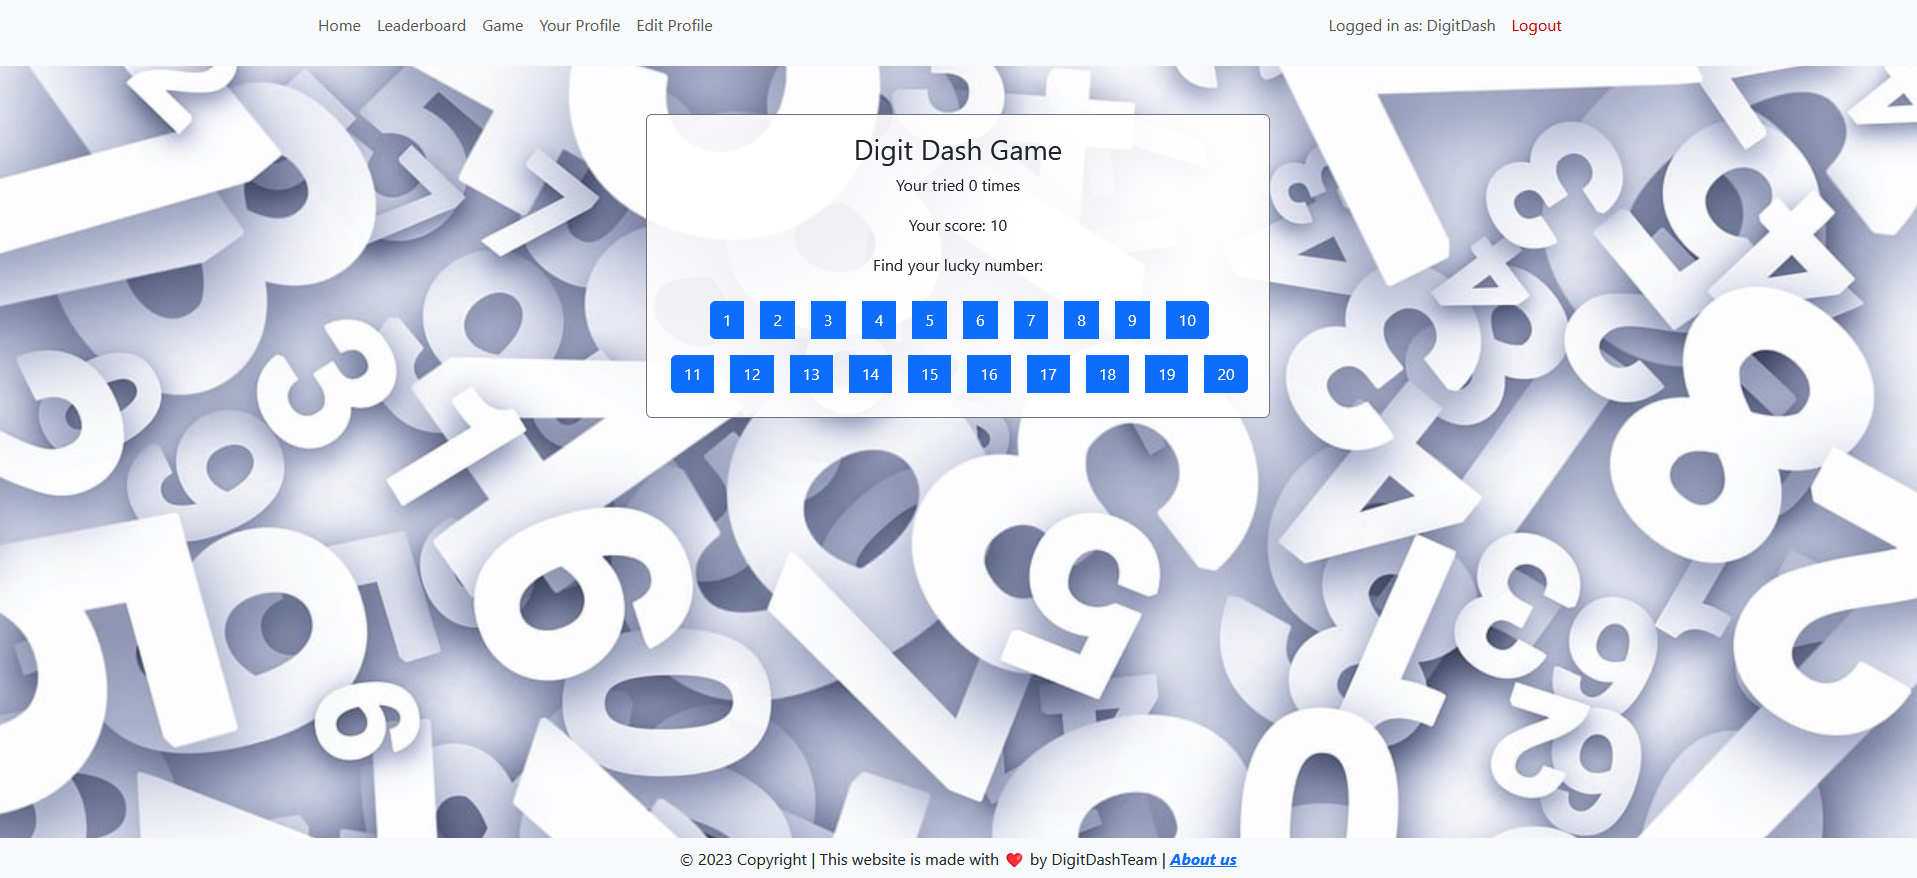 Home Leaderboard Game Your Profile Edit Profile Logged in as: DigitDash Logout
Digit Dash Game
Your tried 0 times
Your score: 10
Find your lucky number:
1 2 3 4 5 6 7 8 9 10
11 12 13 14 15 16 17 18 19 20
© 2023 Copyright | This website is made with ❤️ by DigitDashTeam | About us